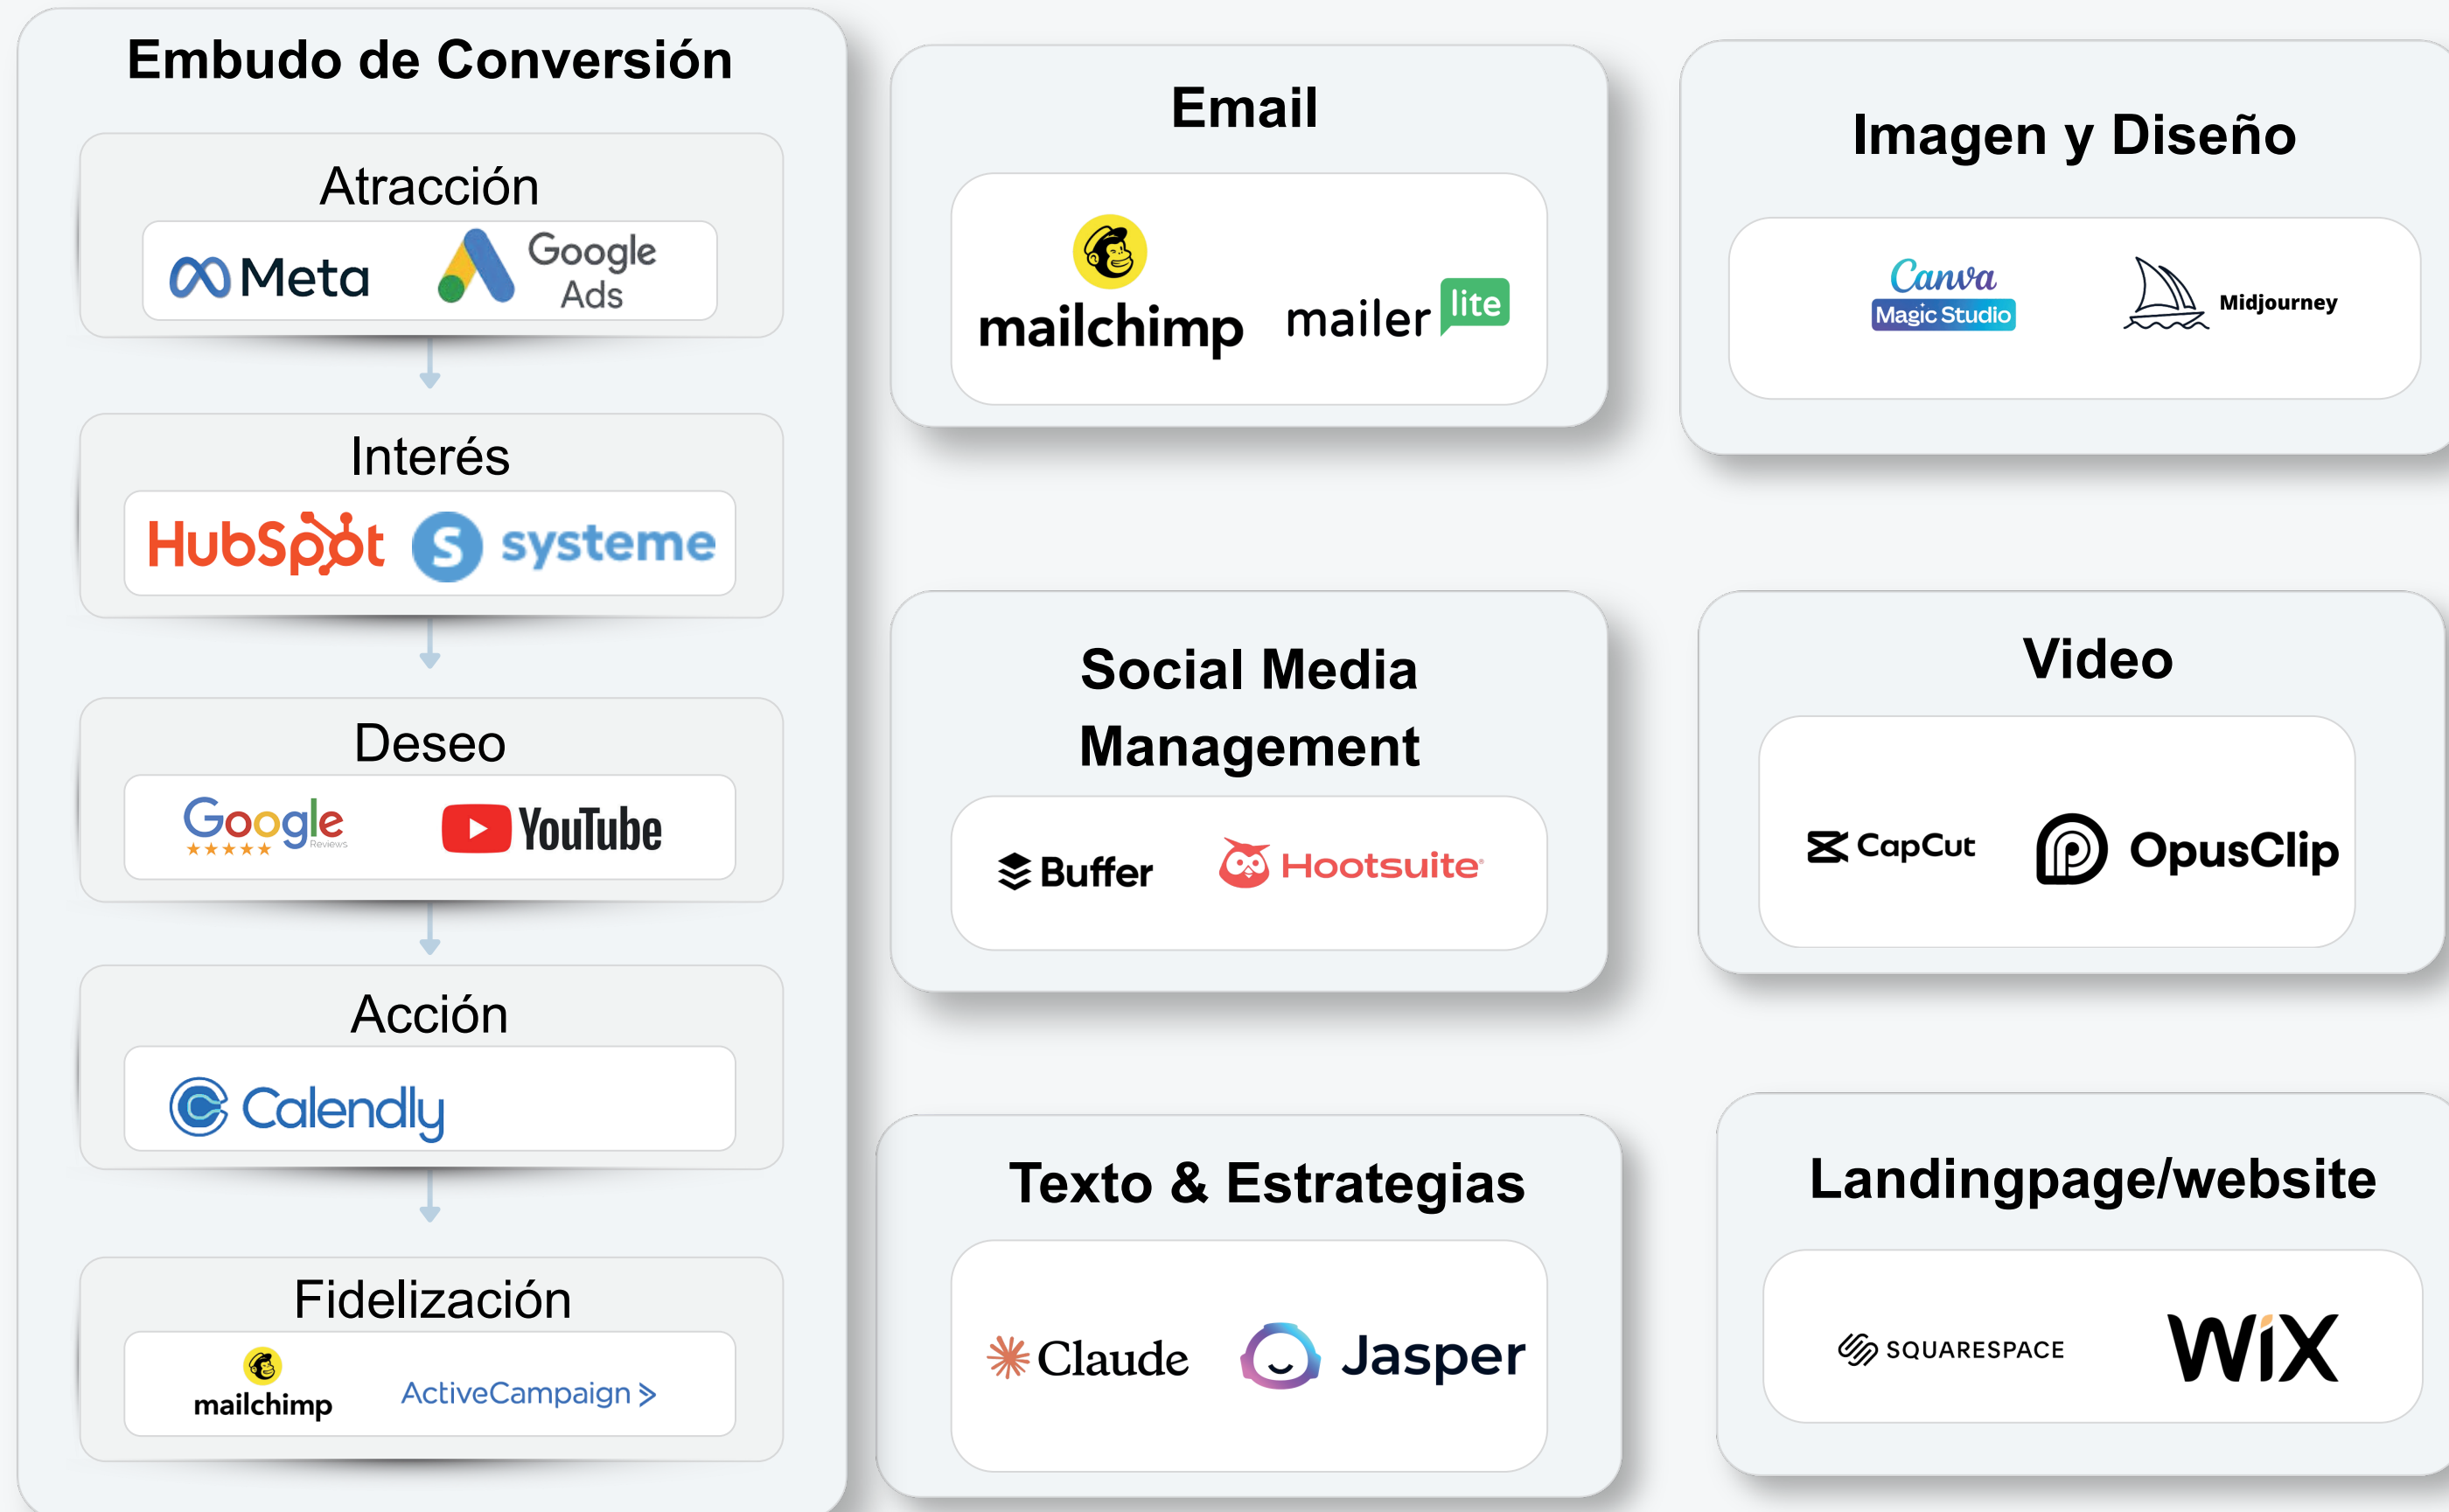 Embudo de Conversión
Atracción
Meta
Google
Ads
Interés
HubSpot
S systeme
Deseo
Google
Reviews
YouTube
Acción
Calendly
Fidelización
mailchimp
ActiveCampaign
Email
mailchimp
mailer lite
Social Media
Management
Buffer
Hootsuite
Texto & Estrategias
Claude
Jasper
Imagen y Diseño
Canva
Magic Studio
Midjourney
Video
CapCut
OpusClip
Landingpage/website
SQUARESPACE
WiX